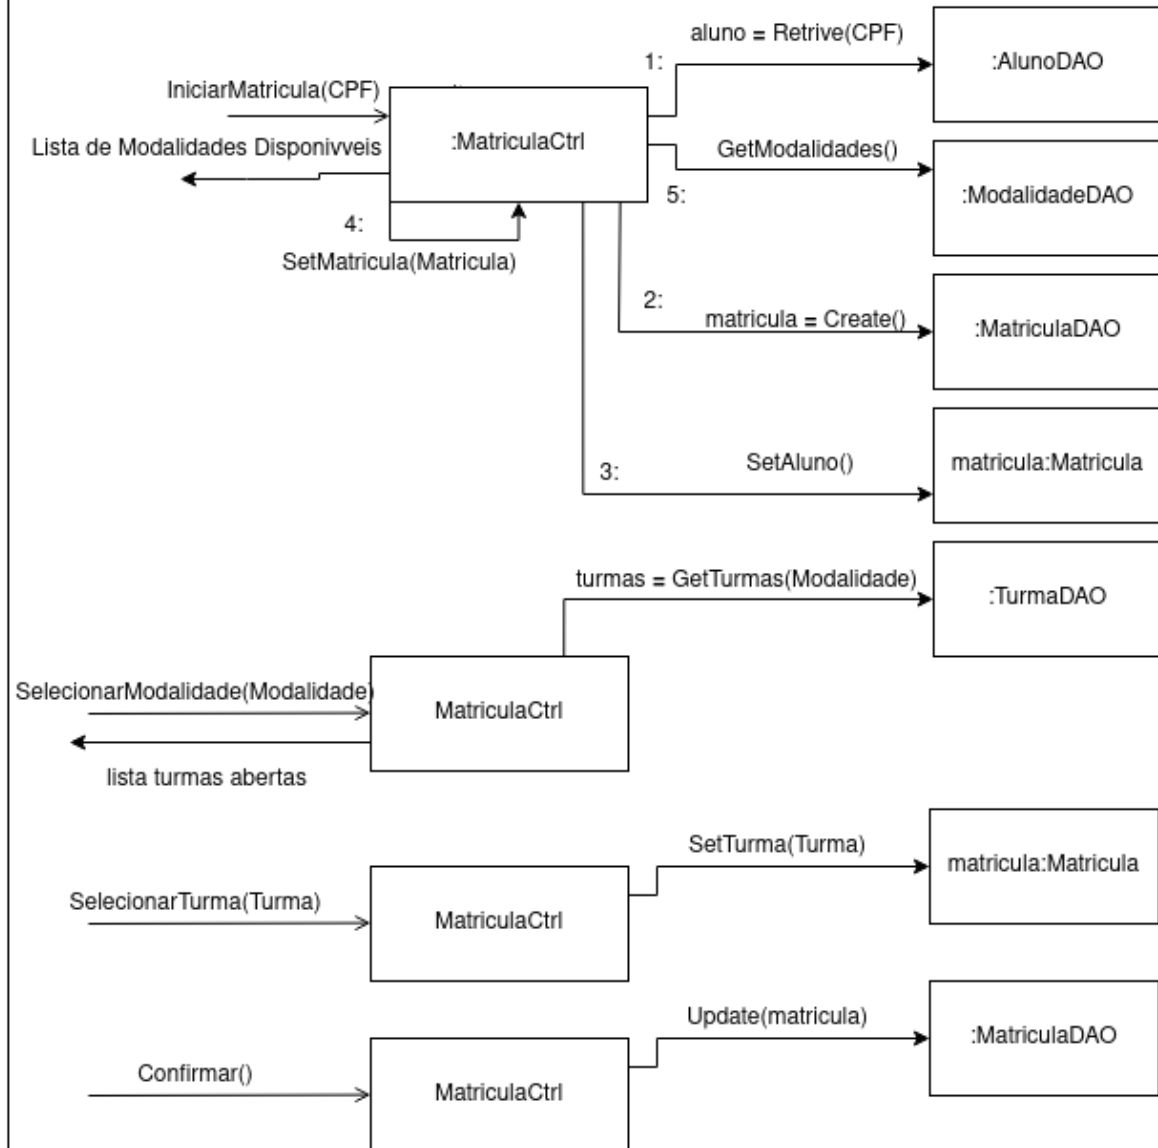 aluno = Retrive(CPF)
1:
:AlunoDAO
IniciarMatricula(CPF)
:MatriculaCtrl
Lista de Modalidades Disponivveis
GetModalidades()
5:
:ModalidadeDAO
4:
SetMatricula(Matricula)
2:
matricula = Create()
:MatriculaDAO
3:
SetAluno()
matricula:Matricula
turmas = GetTurmas(Modalidade)
:TurmaDAO
SelecionarModalidade(Modalidade)
MatriculaCtrl
lista turmas abertas
SetTurma(Turma)
matricula:Matricula
SelecionarTurma(Turma)
MatriculaCtrl
Update(matricula)
:MatriculaDAO
Confirmar()
MatriculaCtrl